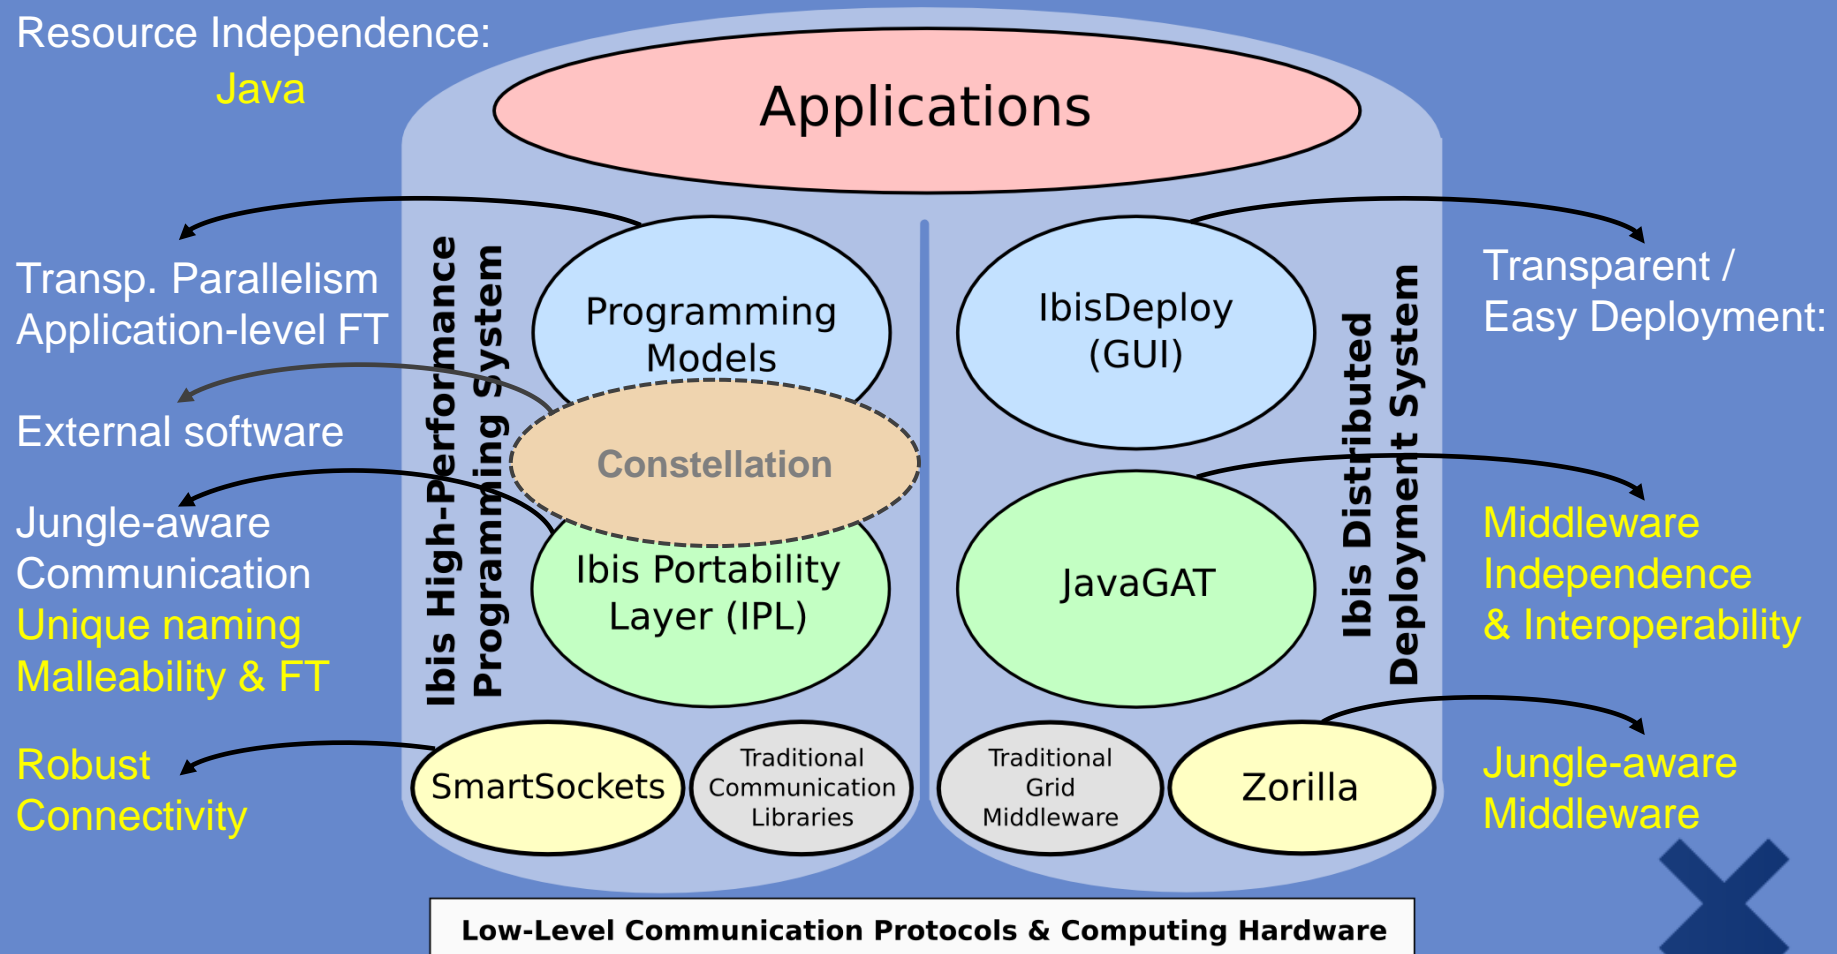 Resource Independence:
Java
Applications
Transp. Parallelism
Application-level FT
External software
Jungle-aware
Communication
Unique naming
Malleability & FT
Robust
Connectivity
Ibis High-Performance
Programming System
Programming
Models
Constellation
Ibis Portability
Layer (IPL)
SmartSockets
Traditional
Communication
Libraries
IbisDeploy
(GUI)
JavaGAT
Traditional
Grid
Middleware
Zorilla
Ibis Distributed
Deployment System
Transparent /
Easy Deployment:
Middleware
Independence
& Interoperability
Jungle-aware
Middleware
Low-Level Communication Protocols & Computing Hardware